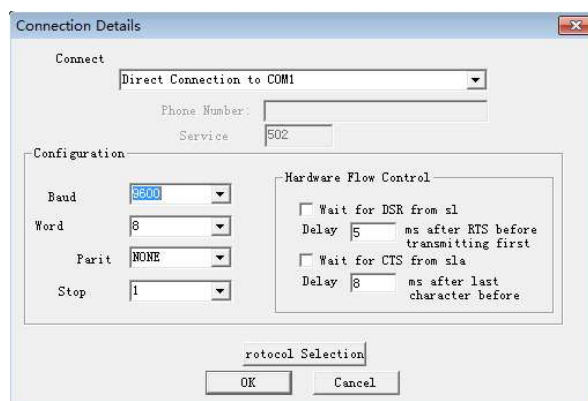 Connection Details
Connect
Direct Connection to COM1
Phone Number:
Service
502
Configuration
Baud
9600
Word
8
Parit
NONE
Stop
1
Hardware Flow Control
Wait for DSR from sl
Delay 5 ms after RTS before
transmitting first
Wait for CTS from sla
Delay 8 ms after last
character before
rotocol Selection
OK
Cancel